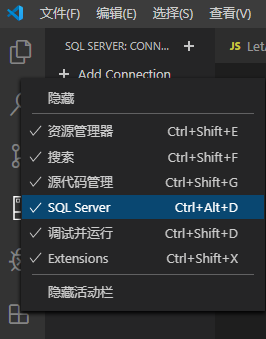 文件(F) 编辑(E) 选择(S) 查看(V)
SQL SERVER: CONN... JS Let
Add Connection
隐藏
资源管理器 Ctrl+Shift+E
搜索 Ctrl+Shift+F
源代码管理 Ctrl+Shift+G
SQL Server Ctrl+Alt+D
调试并运行 Ctrl+Shift+D
Extensions Ctrl+Shift+X
隐藏活动栏